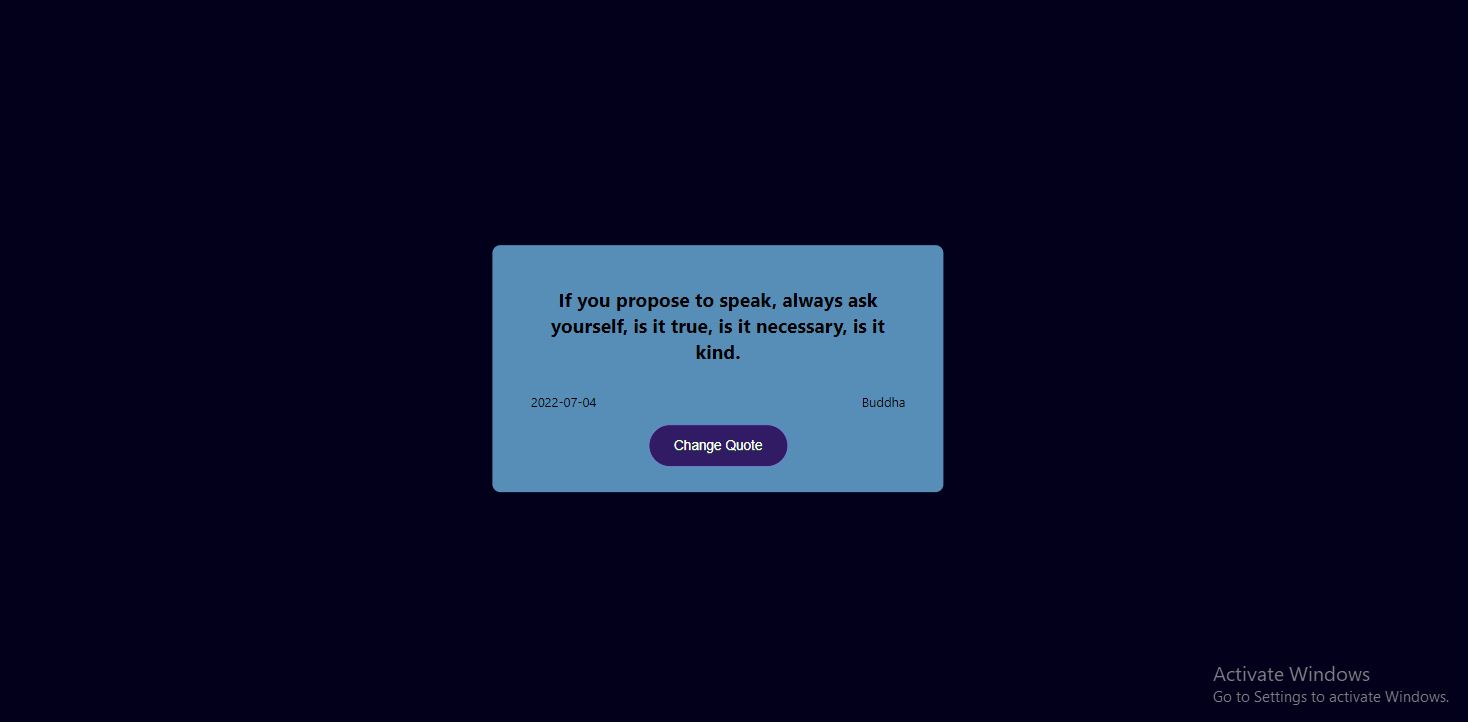 If you propose to speak, always ask
yourself, is it true, is it necessary, is it
kind.
2022-07-04 Buddha
Change Quote
Activate Windows
Go to Settings to activate Windows.